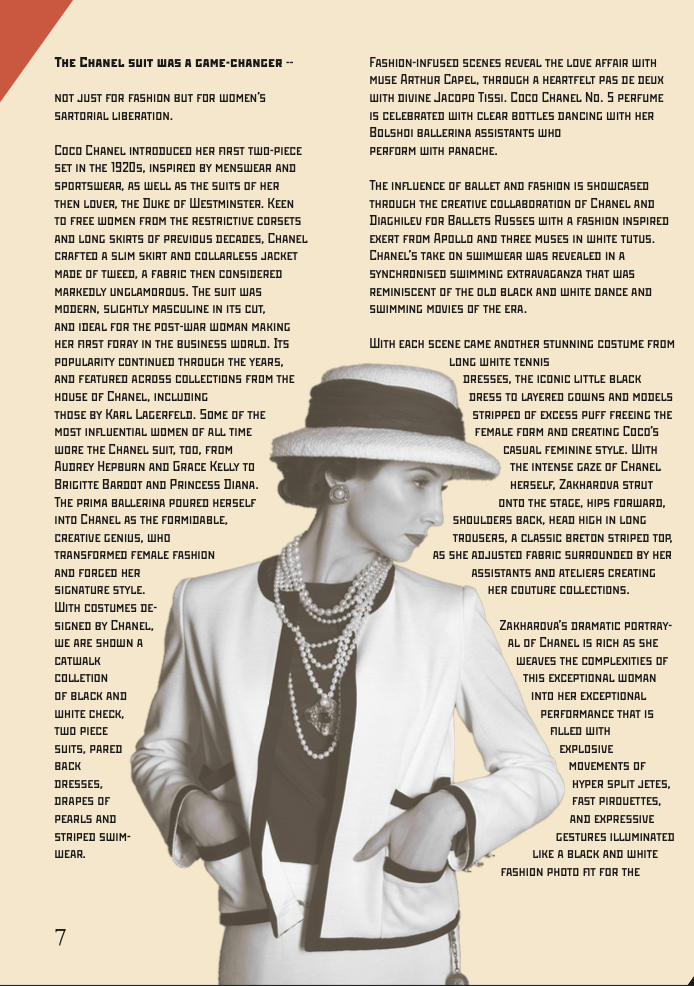 The Chanel suit was a game-changer --
not just for fashion but for women's
sartorial liberation.
Coco Chanel introduced her first two-piece
set in the 1920s, inspired by menswear and
sportswear, as well as the suits of her
then lover, the Duke of Westminster. Keen
to free women from the restrictive corsets
and long skirts of previous decades, Chanel
crafted a slim skirt and collarless jacket
made of tweed, a fabric then considered
markedly unglamorous. The suit was
modern, slightly masculine in its cut,
and ideal for the post-war woman making
her first foray in the business world. Its
popularity continued through the years,
and featured across collections from the
house of Chanel, including
those by Karl Lagerfeld. Some of the
most influential women of all time
wore the Chanel suit, too, from
Audrey Hepburn and Grace Kelly to
Brigitte Bardot and Princess Diana.
The prima ballerina poured herself
into Chanel as the formidable,
creative genius, who
transformed female fashion
and forged her
signature style.
With costumes de-
signed by Chanel,
we are shown a
catwalk
colletion
of black and
white check,
two piece
suits, pared
back
dresses,
drapes of
pearls and
striped swim-
wear.
Fashion-infused scenes reveal the love affair with
muse Arthur Capel, through a heartfelt pas de deux
with divine Jacopo Tissi. Coco Chanel No. 5 perfume
is celebrated with clear bottles dancing with her
Bolshoi ballerina assistants who
perform with panache.
The influence of ballet and fashion is showcased
through the creative collaboration of Chanel and
Diaghilev for Ballets Russes with a fashion inspired
exert from Apollo and three muses in white tutus.
Chanel's take on swimwear was revealed in a
synchronised swimming extravaganza that was
reminiscent of the old black and white dance and
swimming movies of the era.
With each scene came another stunning costume from
long white tennis
dresses, the iconic little black
dress to layered gowns and models
stripped of excess puff freeing the
female form and creating Coco's
casual feminine style. With
the intense gaze of Chanel
herself, Zakharova strut
onto the stage, hips forward,
shoulders back, head high in long
trousers, a classic breton striped top,
as she adjusted fabric surrounded by her
assistants and ateliers creating
her couture collections.
Zakharova's dramatic portray-
al of Chanel is rich as she
weaves the complexities of
this exceptional woman
into her exceptional
performance that is
filled with
explosive
movements of
hyper split jetes,
fast pirouettes,
and expressive
gestures illuminated
like a black and white
fashion photo fit for the
7